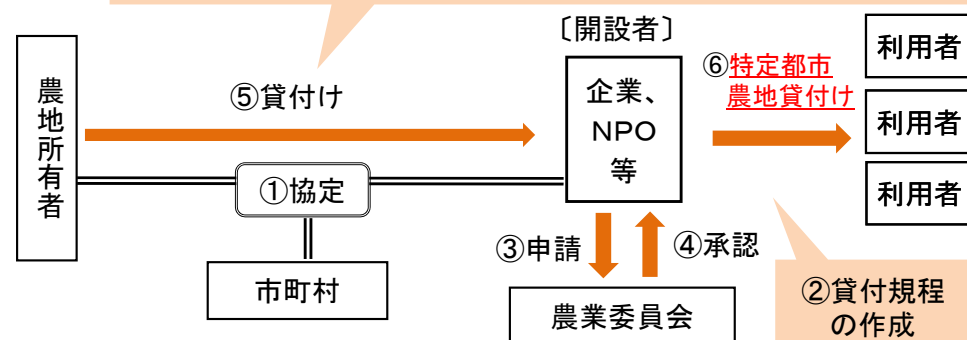 〔開設者〕
農地所有者
⑤貸付け
企業、
NPO
等
⑥特定都市
農地貸付け
利用者
利用者
利用者
①協定
③申請
④承認
市町村
農業委員会
②貸付規程
の作成